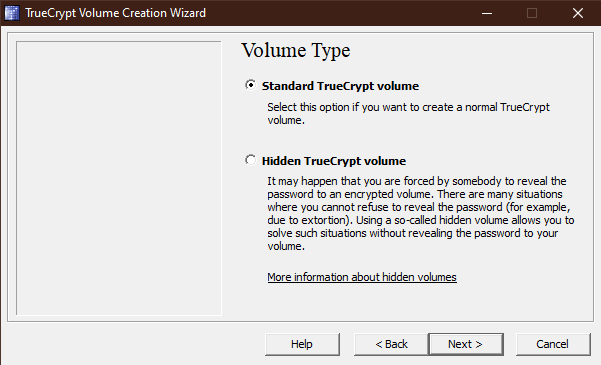 TrueCrypt Volume Creation Wizard
Volume Type
Standard TrueCrypt volume
Select this option if you want to create a normal TrueCrypt
volume.
Hidden TrueCrypt volume
It may happen that you are forced by somebody to reveal the
password to an encrypted volume. There are many situations
where you cannot refuse to reveal the password (for example,
due to extortion). Using a so-called hidden volume allows you to
solve such situations without revealing the password to your
volume.
More information about hidden volumes
Help
< Back
Next >
Cancel